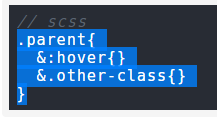 // scss
.parent{
  &:hover{}
  &.other-class{}
}